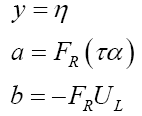 y = η
a = F_R (τα)
b = −F_R U_L